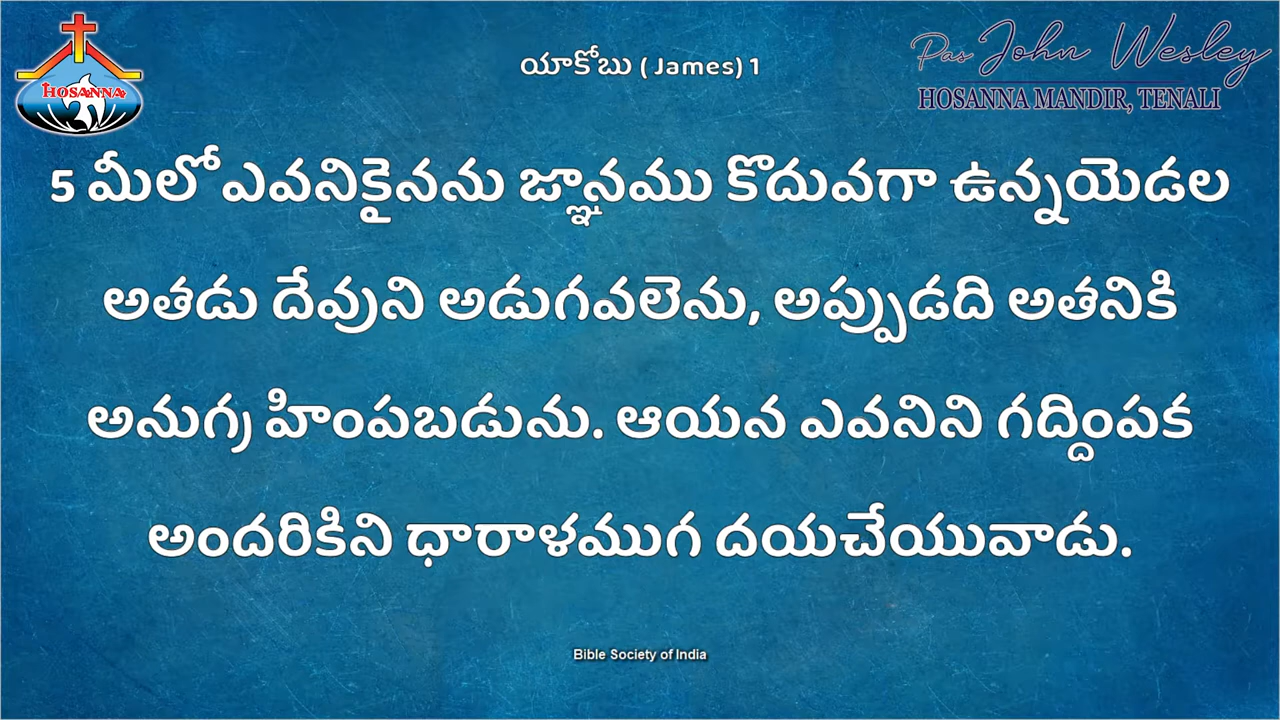 HOSANNA
యాకోబు ( James) 1
Pas John Wesley
HOSANNA MANDIR, TENALI
5 మీలో ఎవనికైనను జ్ఞానము కొదువగా ఉన్నయెడల
అతడు దేవుని అడుగవలెను, అప్పుడది అతనికి
అనుగ్ర హింపబడును. ఆయన ఎవనిని గద్దింపక
అందరికిని ధారాళముగ దయచేయువాడు.
Bible Society of India